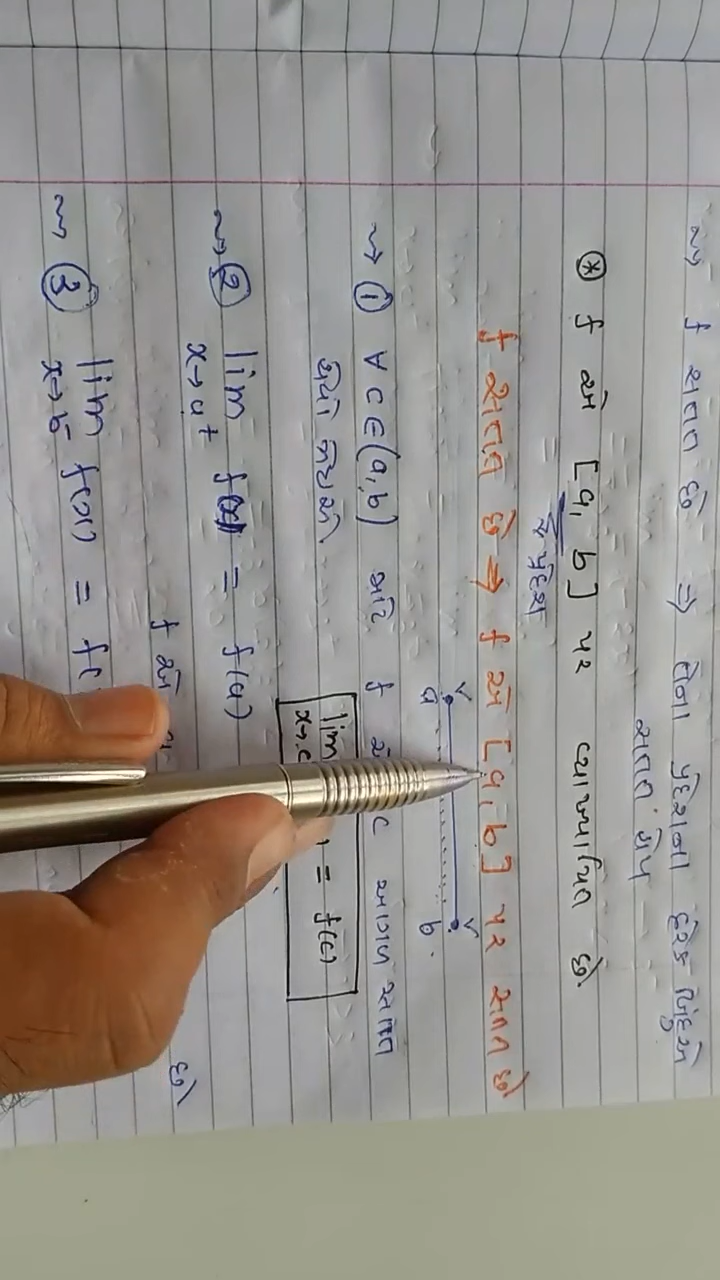 ~→ f સતત છે ⇒ તેના પ્રદેશના દરેક બિંદુએ
સતત હોય
⊛ f એ [a, b] પર વ્યાખ્યાયિત છે.
પ્રદેશ
f સતત છે ⇒ f એ [a, b] પર સતત છે
a b
~→ ① ∀ c ∈ (a, b) માટે f c આગળ સતત
થવો જોઈએ.
lim x→c = f(c)
~→ ② lim x→a⁺ f(x) = f(a)
f એ છે
~→ ③ lim x→b⁻ f(x) = f(